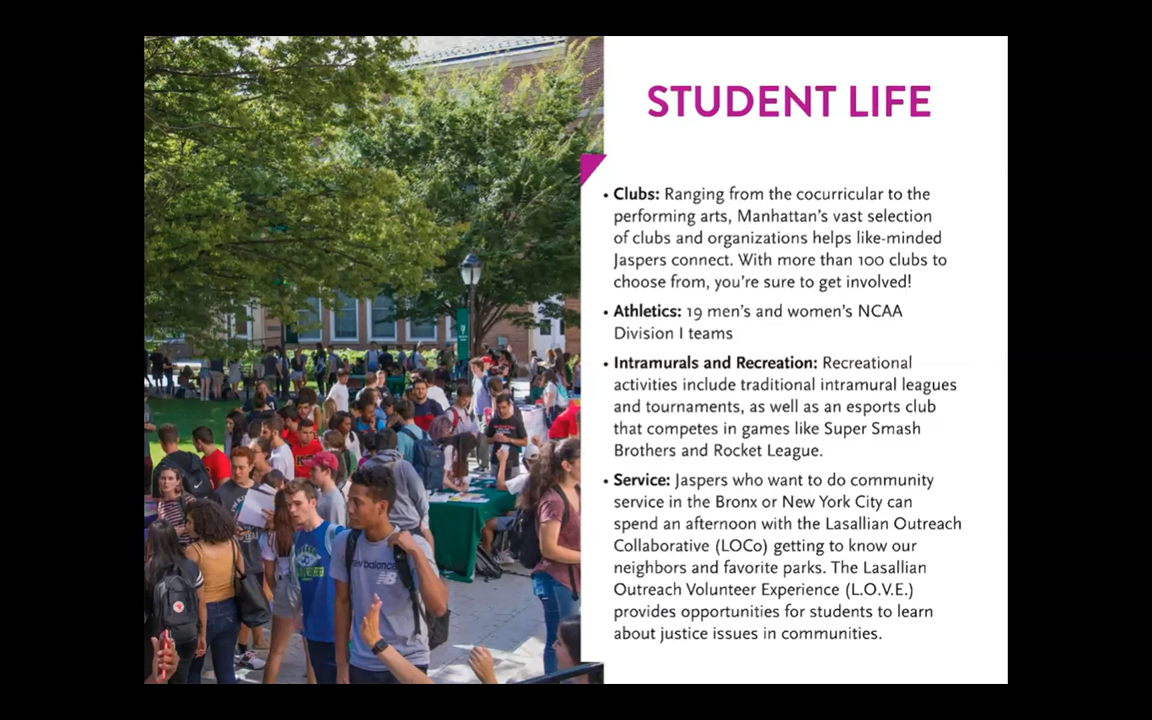 STUDENT LIFE
• Clubs: Ranging from the cocurricular to the
performing arts, Manhattan's vast selection
of clubs and organizations helps like-minded
Jaspers connect. With more than 100 clubs to
choose from, you're sure to get involved!
• Athletics: 19 men's and women's NCAA
Division I teams
• Intramurals and Recreation: Recreational
activities include traditional intramural leagues
and tournaments, as well as an esports club
that competes in games like Super Smash
Brothers and Rocket League.
• Service: Jaspers who want to do community
service in the Bronx or New York City can
spend an afternoon with the Lasallian Outreach
Collaborative (LOCo) getting to know our
neighbors and favorite parks. The Lasallian
Outreach Volunteer Experience (L.O.V.E.)
provides opportunities for students to learn
about justice issues in communities.
new balance